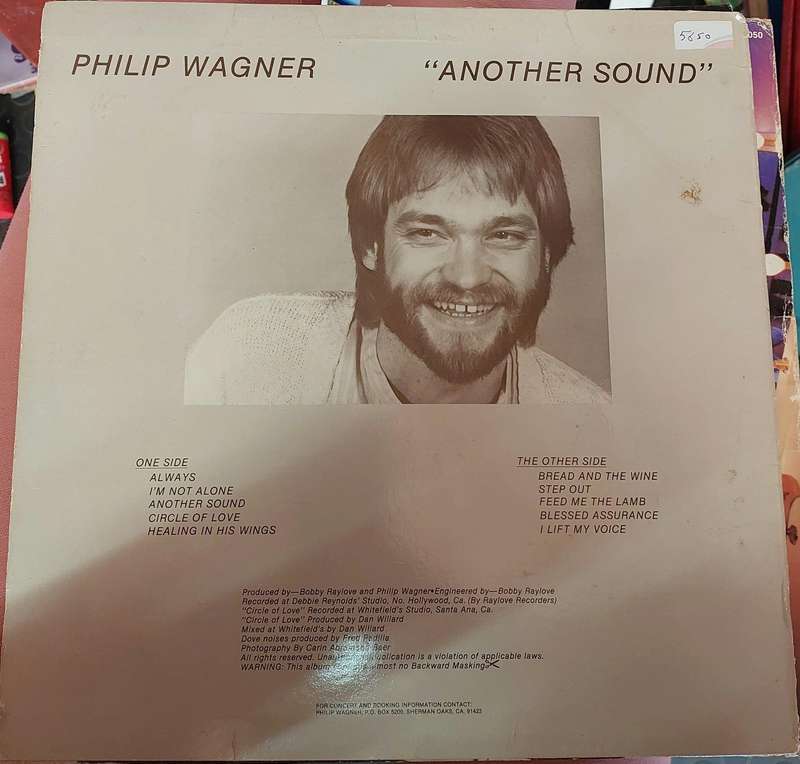 5850
050
PHILIP WAGNER "ANOTHER SOUND"
ONE SIDE
ALWAYS
I'M NOT ALONE
ANOTHER SOUND
CIRCLE OF LOVE
HEALING IN HIS WINGS
THE OTHER SIDE
BREAD AND THE WINE
STEP OUT
FEED ME THE LAMB
BLESSED ASSURANCE
I LIFT MY VOICE
Produced by—Bobby Raylove and Philip Wagner•Engineered by—Bobby Raylove
Recorded at Debbie Reynolds' Studio, No. Hollywood, Ca. (By Raylove Recorders)
"Circle of Love" Recorded at Whitefield's Studio, Santa Ana, Ca.
"Circle of Love" Produced by Dan Willard
Mixed at Whitefield's by Dan Willard
Dove noises produced by Fred Padilla
Photography By Carin
All rights reserved. is a violation of applicable laws.
WARNING: This album most no Backward Masking
FOR CONCERT AND BOOKING INFORMATION CONTACT:
PHILIP WAGNER, P.O. BOX 5209, SHERMAN OAKS, CA. 91423